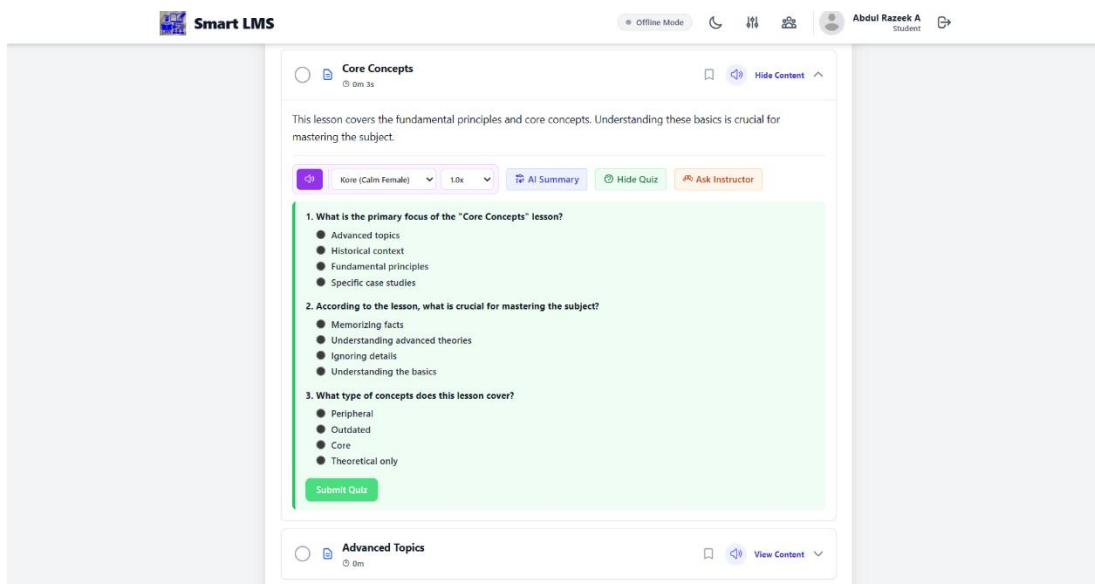 Smart LMS
Offline Mode
Abdul Razeek A
Student
Core Concepts
0m 3s
Hide Content
This lesson covers the fundamental principles and core concepts. Understanding these basics is crucial for
mastering the subject.
Kore (Calm Female)
1.0x
AI Summary
Hide Quiz
Ask Instructor
1. What is the primary focus of the "Core Concepts" lesson?
Advanced topics
Historical context
Fundamental principles
Specific case studies
2. According to the lesson, what is crucial for mastering the subject?
Memorizing facts
Understanding advanced theories
Ignoring details
Understanding the basics
3. What type of concepts does this lesson cover?
Peripheral
Outdated
Core
Theoretical only
Submit Quiz
Advanced Topics
0m
View Content